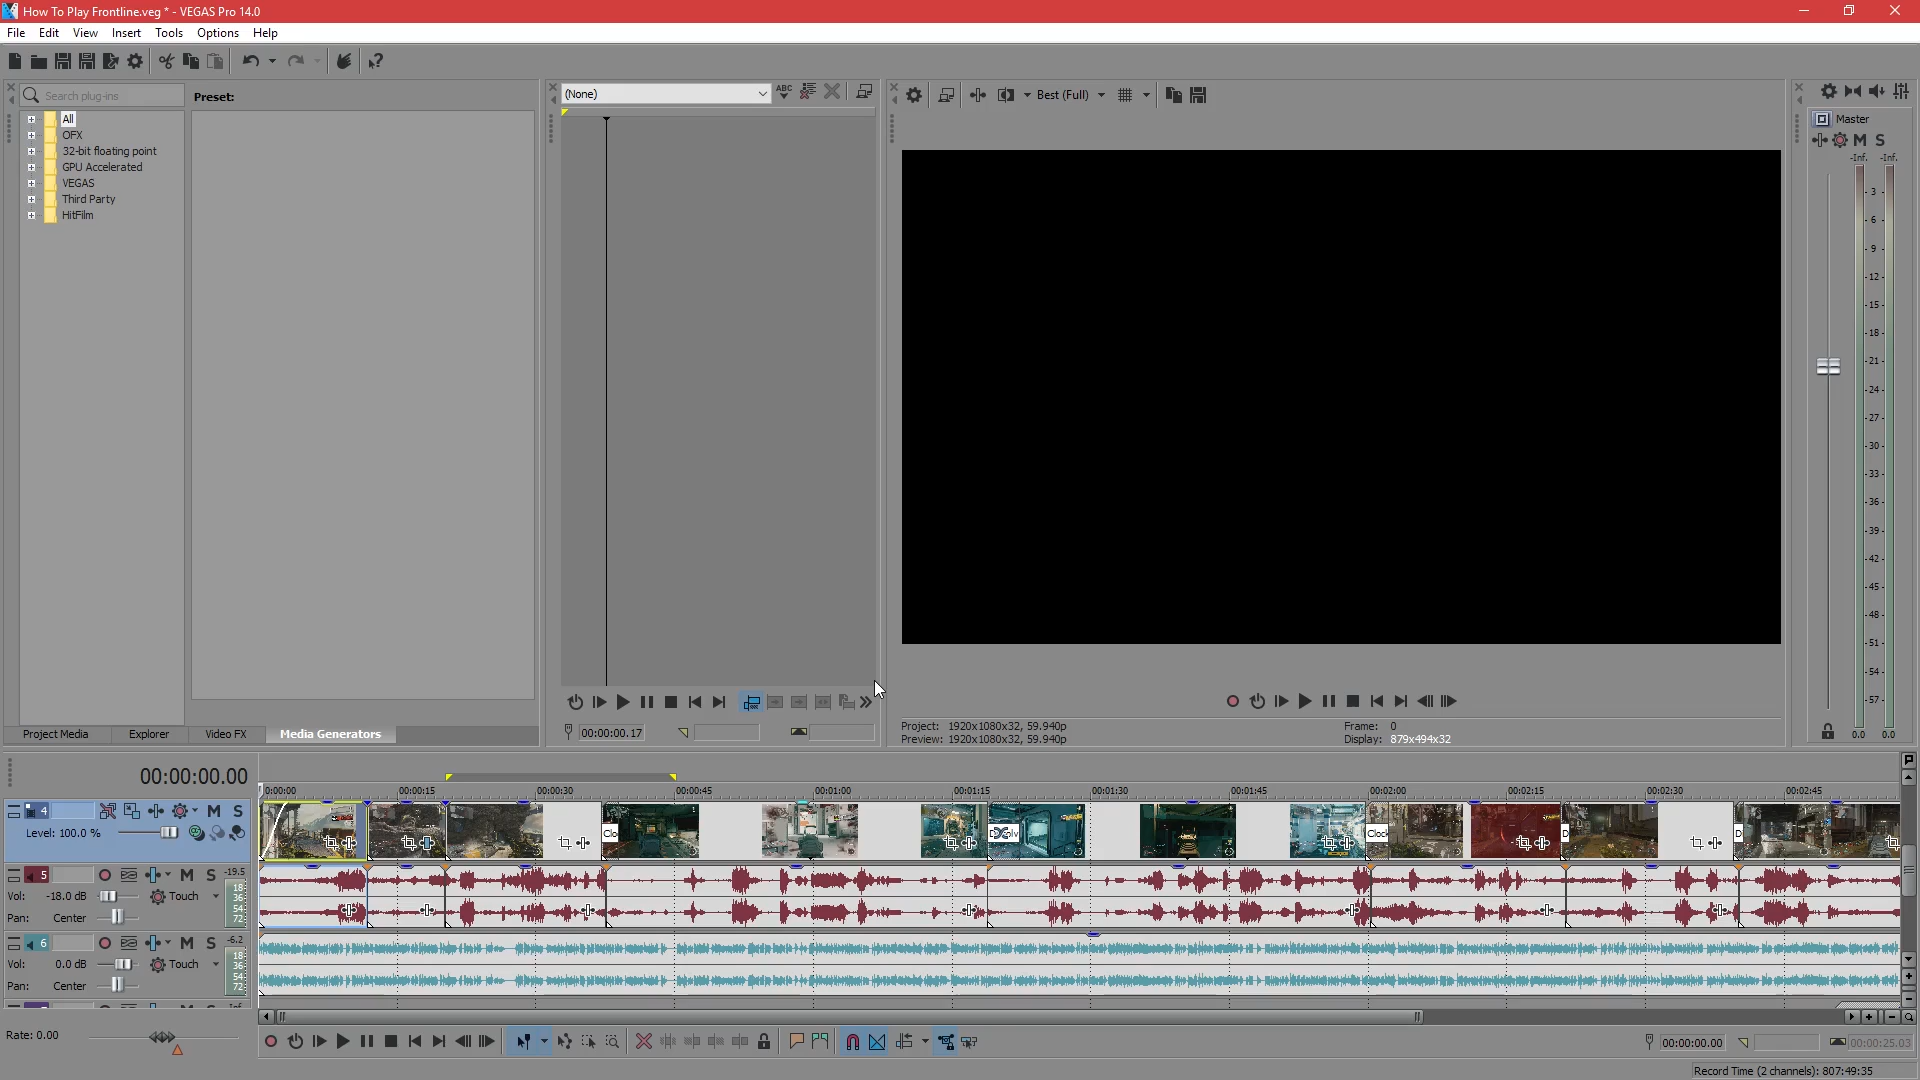 How To Play Frontline.veg * - VEGAS Pro 14.0
File Edit View Insert Tools Options Help
Search plug-ins
Preset:
(None)
ABC
Best (Full)
All
OFX
32-bit floating point
GPU Accelerated
VEGAS
Third Party
HitFilm
Master
M S
-Inf. -Inf.
- 3 -
- 6 -
- 9 -
- 12 -
- 15 -
- 18 -
- 21 -
- 24 -
- 27 -
- 30 -
- 33 -
- 36 -
- 39 -
- 42 -
- 45 -
- 48 -
- 51 -
- 54 -
- 57 -
0.0 0.0
00:00:00.17
Project: 1920x1080x32, 59.940p
Preview: 1920x1080x32, 59.940p
Frame: 0
Display: 879x494x32
Project Media Explorer Video FX Media Generators
00:00:00.00
0:00:00 00:00:15 00:00:30 00:00:45 00:01:00 00:01:15 00:01:30 00:01:45 00:02:00 00:02:15 00:02:30 00:02:45
4 M S
Level: 100.0 %
Clo Clock D D
5 M S -19.5
Vol: -18.0 dB Touch
Pan: Center
18
36
54
72
6 M S -6.2
Vol: 0.0 dB Touch
Pan: Center
18
36
54
72
Rate: 0.00
00:00:00.00
00:00:25.03
Record Time (2 channels): 807:49:35